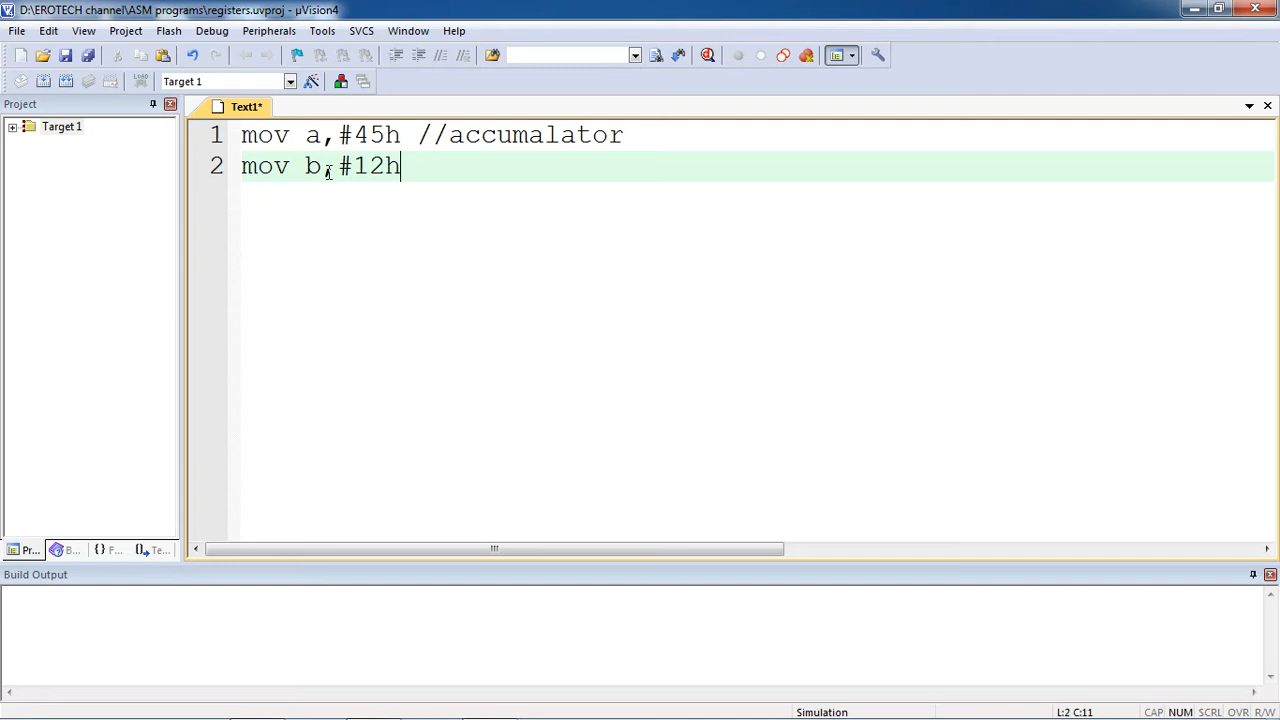 D:\EROTECH channel\ASM programs\registers.uvproj - µVision4
File Edit View Project Flash Debug Peripherals Tools SVCS Window Help
Target 1
Project
Target 1
Text1*
1 mov a,#45h //accumalator
2 mov b,#12h
Pr... B... {} F... Te...
Build Output
Simulation L:2 C:11 CAP NUM SCRL OVR R/W